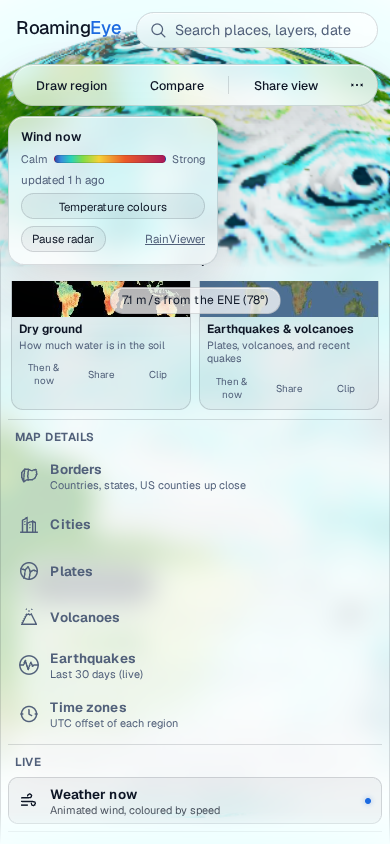 RoamingEye
Search places, layers, date
Draw region
Compare
Share view
Wind now
Calm
Strong
updated 1 h ago
Temperature colours
Pause radar
RainViewer
7.1 m/s from the ENE (78°)
Dry ground
How much water is in the soil
Then & now
Share
Clip
Earthquakes & volcanoes
Plates, volcanoes, and recent
quakes
Then &
now
Share
Clip
MAP DETAILS
Borders
Countries, states, US counties up close
Cities
Plates
Volcanoes
Earthquakes
Last 30 days (live)
Time zones
UTC offset of each region
LIVE
Weather now
Animated wind, coloured by speed